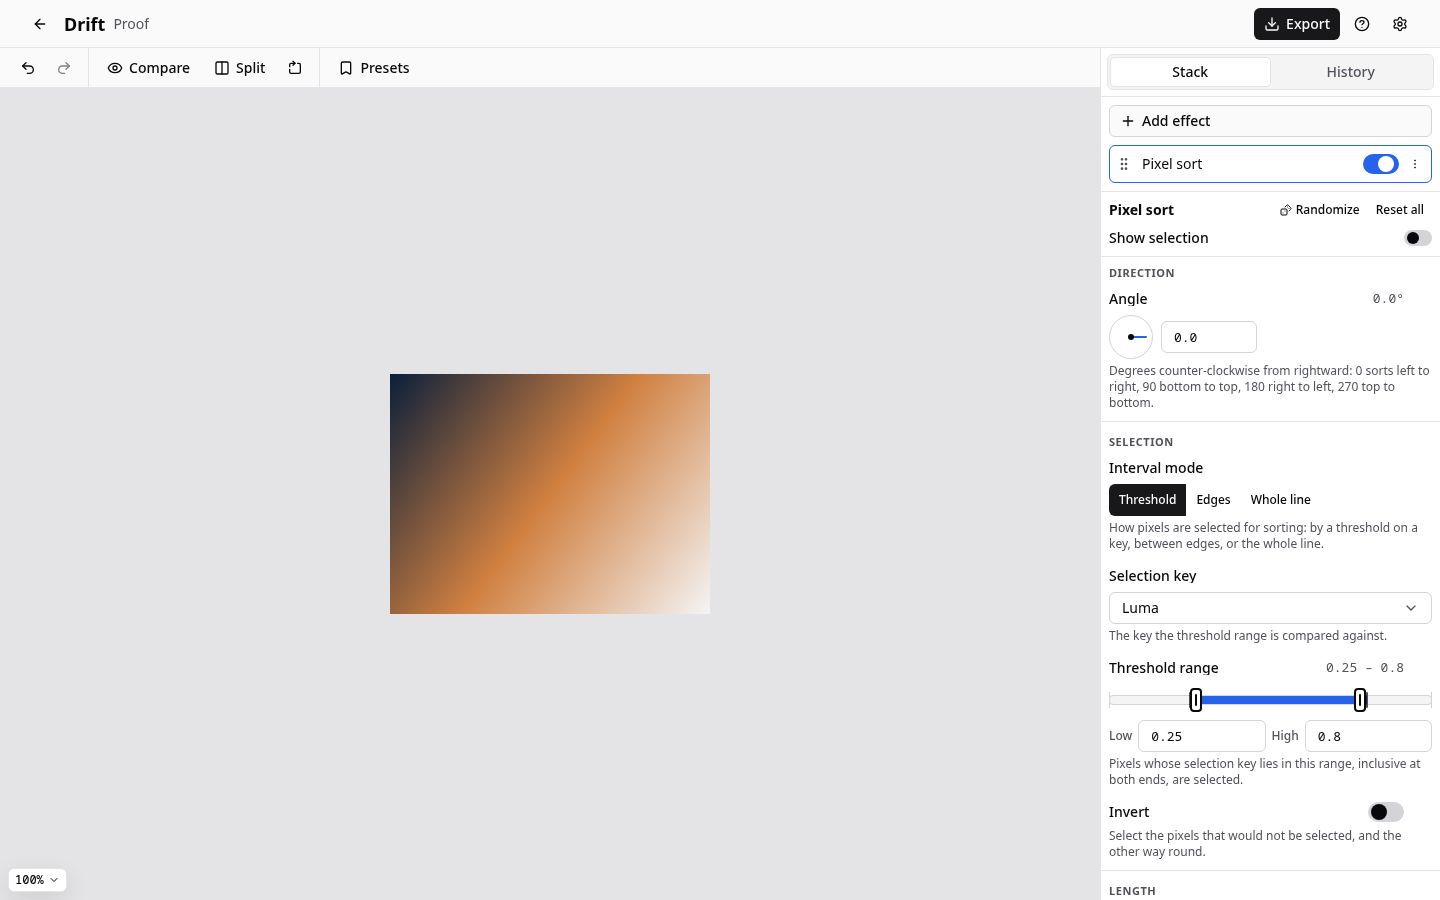 Drift Proof
Export
Compare Split Presets
Stack History
Add effect
Pixel sort
Pixel sort Randomize Reset all
Show selection
DIRECTION
Angle 0.0°
0.0
Degrees counter-clockwise from rightward: 0 sorts left to
right, 90 bottom to top, 180 right to left, 270 top to
bottom.
SELECTION
Interval mode
Threshold Edges Whole line
How pixels are selected for sorting: by a threshold on a
key, between edges, or the whole line.
Selection key
Luma
The key the threshold range is compared against.
Threshold range 0.25 – 0.8
Low 0.25 High 0.8
Pixels whose selection key lies in this range, inclusive at
both ends, are selected.
Invert
Select the pixels that would not be selected, and the
other way round.
LENGTH
100%